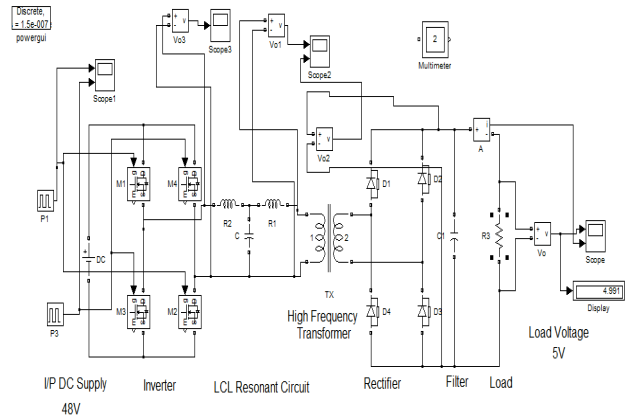 Discrete,
= 1.5e-007
powergui
Scope1
Vo3
Scope3
Vo1
Scope2
Vo2
2
Multimeter
M1
M4
P1
DC
R2
R1
C
1
2
TX
D1
D2
A
C1
R3
Vo
Scope
4.991
Display
M3
M2
P3
D4
D3
High Frequency
Transformer
Load Voltage
5V
I/P DC Supply
48V
Inverter
LCL Resonant Circuit
Rectifier
Filter
Load